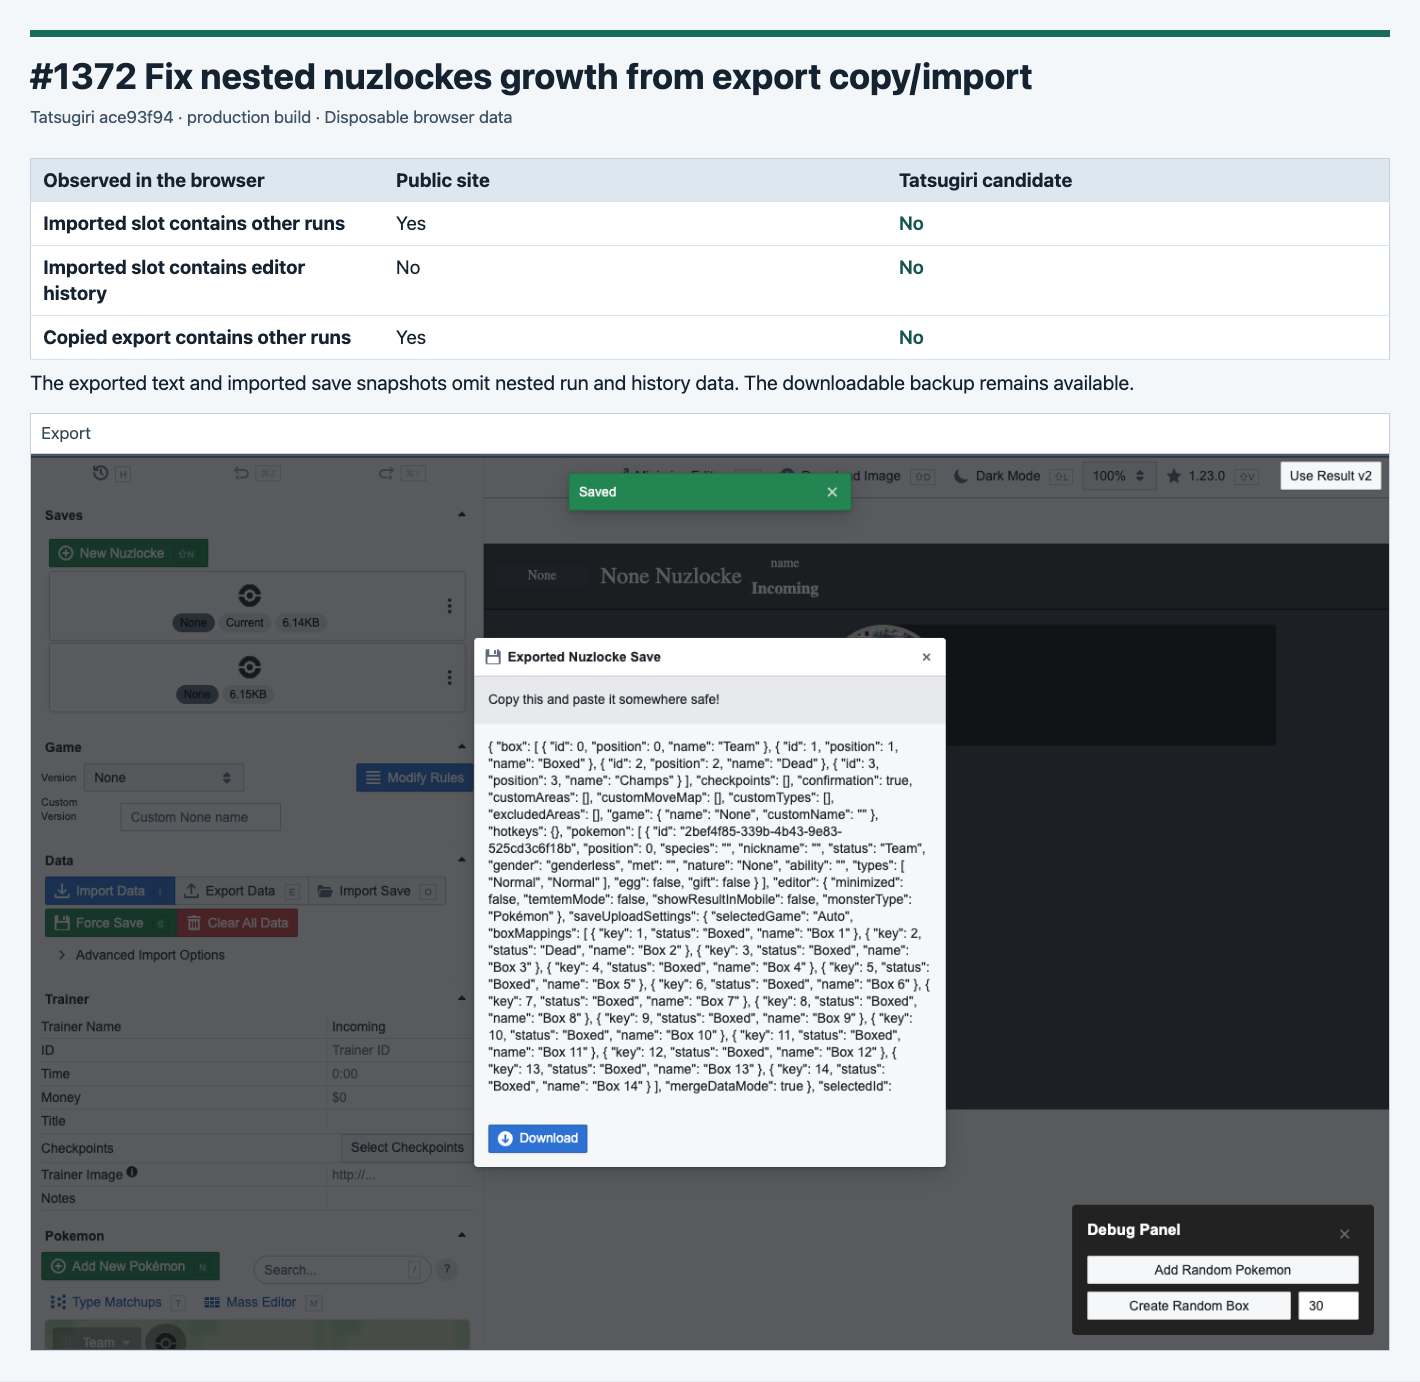 #1372 Fix nested nuzlockes growth from export copy/import
Tatsugiri ace93f94 · production build · Disposable browser data
Observed in the browser
Public site
Tatsugiri candidate
Imported slot contains other runs
Yes
No
Imported slot contains editor
history
No
No
Copied export contains other runs
Yes
No
The exported text and imported save snapshots omit nested run and history data. The downloadable backup remains available.
Export
H
⌘Z
⌘Y
Image
⇧D
Dark Mode
⇧L
100%
1.23.0
⇧V
Use Result v2
Saved
Saves
New Nuzlocke
⇧N
None
Current
6.14KB
None
6.15KB
None
None Nuzlocke
name
Incoming
Game
Version
None
Modify Rules
Custom
Version
Custom None name
Data
Import Data
I
Export Data
E
Import Save
O
Force Save
S
Clear All Data
Advanced Import Options
Trainer
Trainer Name
Incoming
ID
Trainer ID
Time
0:00
Money
$0
Title
Checkpoints
Select Checkpoints
Trainer Image
http://...
Notes
Pokemon
Add New Pokémon
N
Search...
/
?
Type Matchups
T
Mass Editor
M
Team
Exported Nuzlocke Save
Copy this and paste it somewhere safe!
{ "box": [ { "id": 0, "position": 0, "name": "Team" }, { "id": 1, "position": 1,
"name": "Boxed" }, { "id": 2, "position": 2, "name": "Dead" }, { "id": 3,
"position": 3, "name": "Champs" } ], "checkpoints": [], "confirmation": true,
"customAreas": [], "customMoveMap": [], "customTypes": [],
"excludedAreas": [], "game": { "name": "None", "customName": "" },
"hotkeys": {}, "pokemon": [ { "id": "2bef4f85-339b-4b43-9e83-
525cd3c6f18b", "position": 0, "species": "", "nickname": "", "status": "Team",
"gender": "genderless", "met": "", "nature": "None", "ability": "", "types": [
"Normal", "Normal" ], "egg": false, "gift": false } ], "editor": { "minimized":
false, "temtemMode": false, "showResultInMobile": false, "monsterType":
"Pokémon" }, "saveUploadSettings": { "selectedGame": "Auto",
"boxMappings": [ { "key": 1, "status": "Boxed", "name": "Box 1" }, { "key": 2,
"status": "Dead", "name": "Box 2" }, { "key": 3, "status": "Boxed", "name":
"Box 3" }, { "key": 4, "status": "Boxed", "name": "Box 4" }, { "key": 5, "status":
"Boxed", "name": "Box 5" }, { "key": 6, "status": "Boxed", "name": "Box 6" }, {
"key": 7, "status": "Boxed", "name": "Box 7" }, { "key": 8, "status": "Boxed",
"name": "Box 8" }, { "key": 9, "status": "Boxed", "name": "Box 9" }, { "key":
10, "status": "Boxed", "name": "Box 10" }, { "key": 11, "status": "Boxed",
"name": "Box 11" }, { "key": 12, "status": "Boxed", "name": "Box 12" }, {
"key": 13, "status": "Boxed", "name": "Box 13" }, { "key": 14, "status":
"Boxed", "name": "Box 14" } ], "mergeDataMode": true }, "selectedId":
Download
Debug Panel
Add Random Pokemon
Create Random Box
30